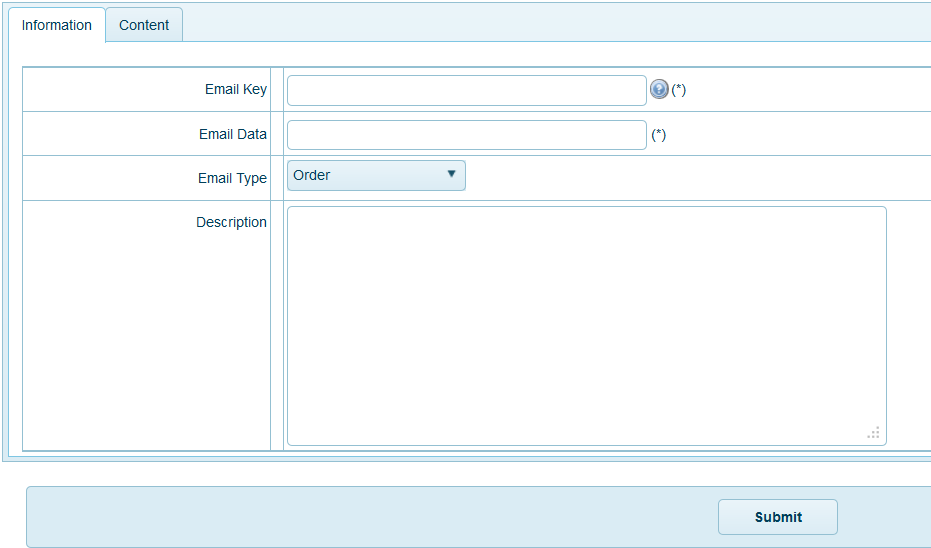 Information Content
Email Key (*)
Email Data (*)
Email Type Order
Description
Submit